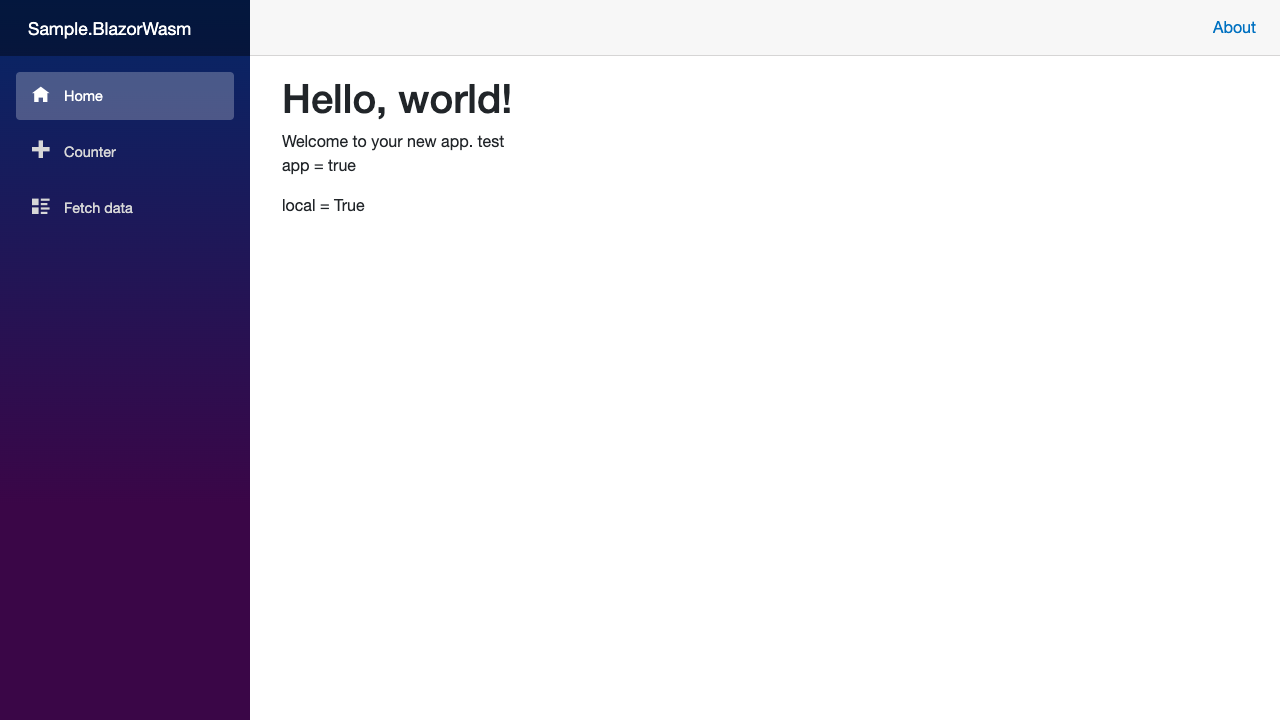 Sample.BlazorWasm
About
Home
Counter
Fetch data
Hello, world!
Welcome to your new app. test
app = true
local = True